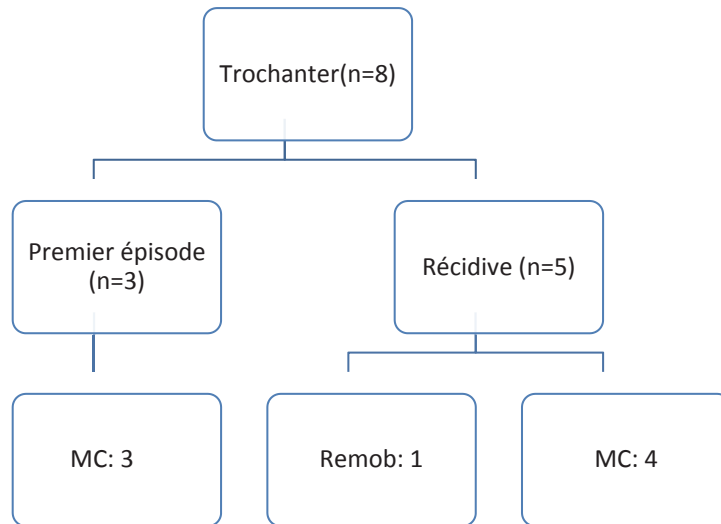 Trochanter(n=8)
Premier épisode
(n=3)
Récidive (n=5)
MC: 3
Remob: 1
MC: 4